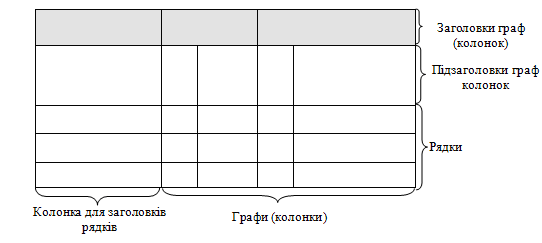 Заголовки граф
(колонок)
Підзаголовки граф
колонок
Рядки
Колонка для заголовків
рядків
Графи (колонки)